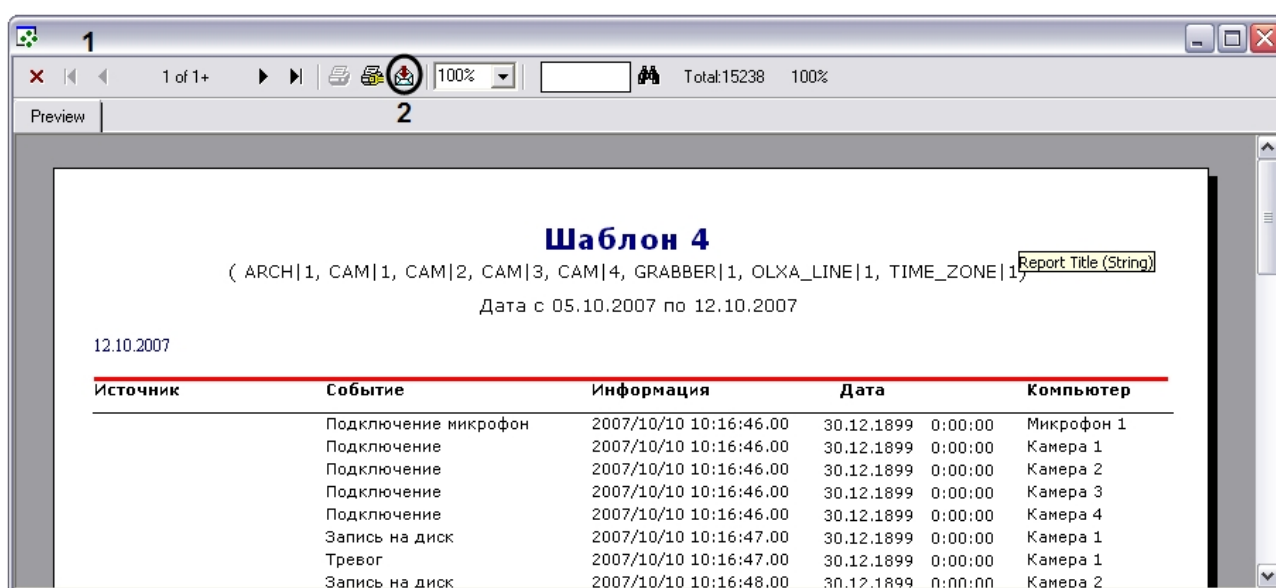 1
1 of 1+ 100% Total:15238 100%
2
Preview
Шаблон 4
( ARCH|1, CAM|1, CAM|2, CAM|3, CAM|4, GRABBER|1, OLXA_LINE|1, TIME_ZONE|1)
Report Title (String)
Дата с 05.10.2007 по 12.10.2007
12.10.2007
Источник Событие Информация Дата Компьютер
Подключение микрофон 2007/10/10 10:16:46.00 30.12.1899 0:00:00 Микрофон 1
Подключение 2007/10/10 10:16:46.00 30.12.1899 0:00:00 Камера 1
Подключение 2007/10/10 10:16:46.00 30.12.1899 0:00:00 Камера 2
Подключение 2007/10/10 10:16:46.00 30.12.1899 0:00:00 Камера 3
Подключение 2007/10/10 10:16:46.00 30.12.1899 0:00:00 Камера 4
Запись на диск 2007/10/10 10:16:47.00 30.12.1899 0:00:00 Камера 1
Тревог 2007/10/10 10:16:47.00 30.12.1899 0:00:00 Камера 1
Запись на диск 2007/10/10 10:16:48.00 30.12.1899 0:00:00 Камера 2